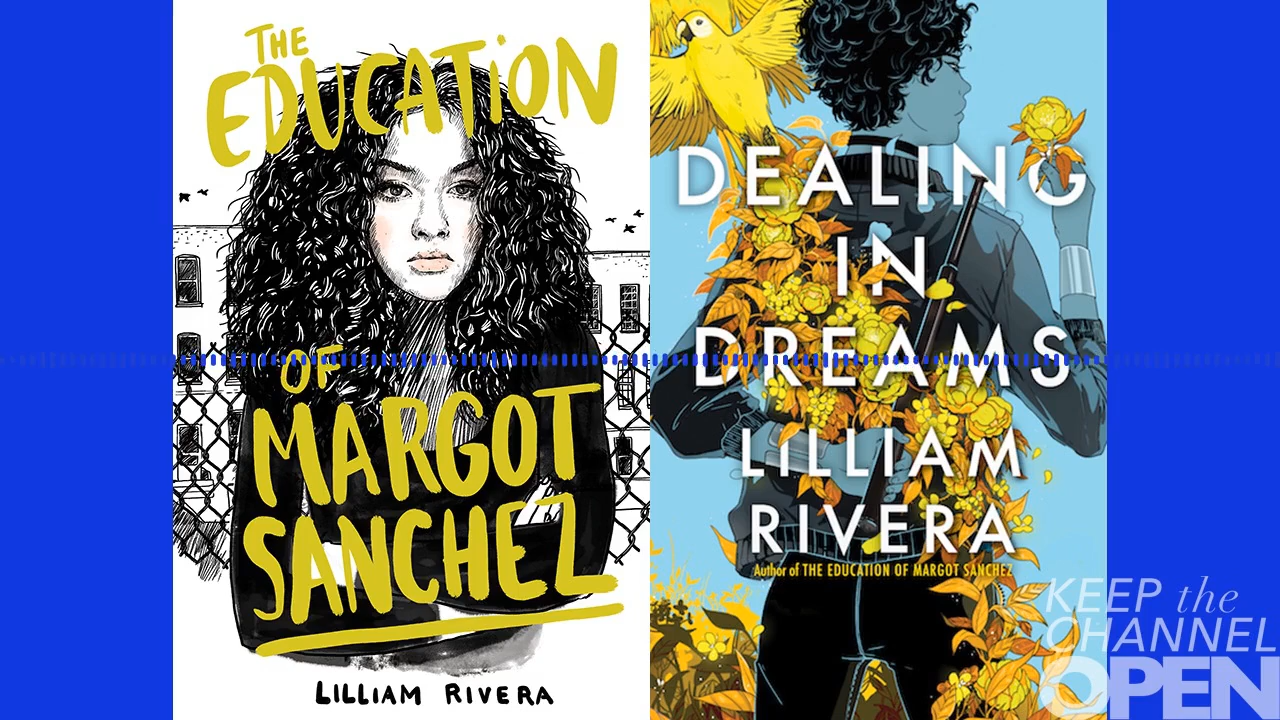 THE
EDUCATION
OF
MARGOT
SANCHEZ
LILLIAM RIVERA
DEALING
IN
DREAMS
LILLIAM
RIVERA
Author of THE EDUCATION OF MARGOT SANCHEZ
KEEP the
CHANNEL
OPEN